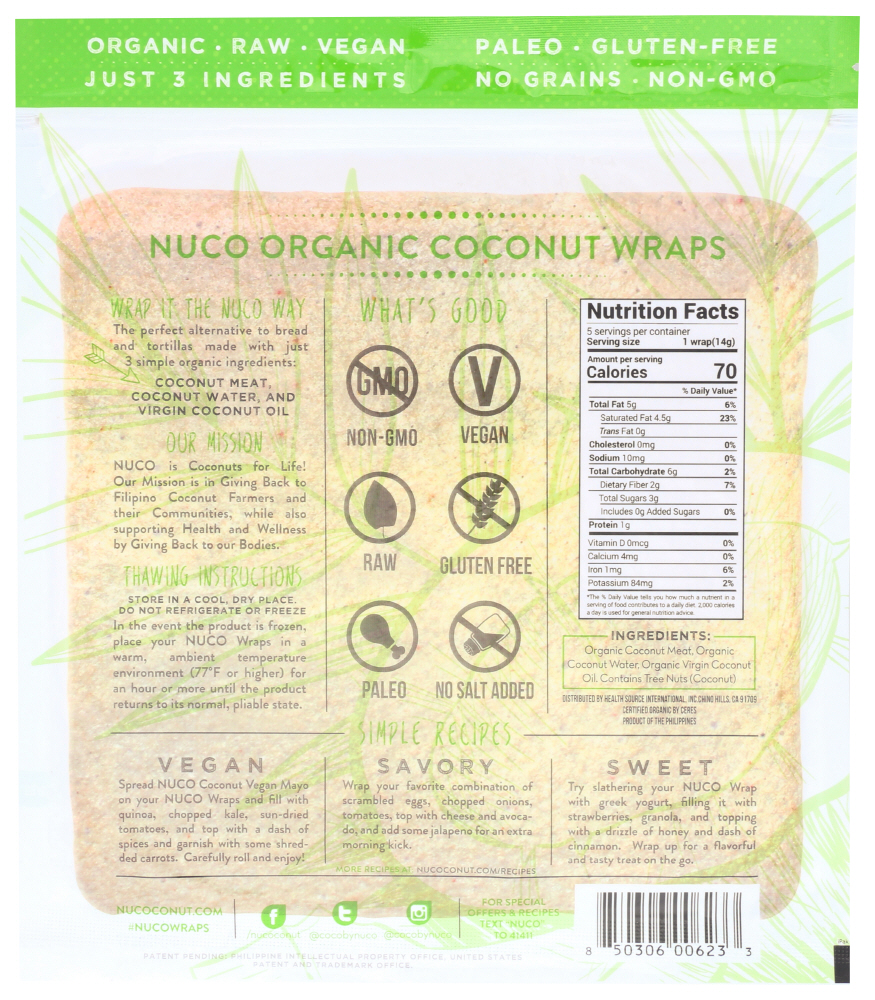 ORGANIC · RAW · VEGAN
JUST 3 INGREDIENTS
PALEO · GLUTEN-FREE
NO GRAINS · NON-GMO
NUCO ORGANIC COCONUT WRAPS
WRAP IT THE NUCO WAY
The perfect alternative to bread
and tortillas made with just
3 simple organic ingredients:
COCONUT MEAT,
COCONUT WATER, AND
VIRGIN COCONUT OIL
OUR MISSION
NUCO is Coconuts for Life!
Our Mission is in Giving Back to
Filipino Coconut Farmers and
their Communities, while also
supporting Health and Wellness
by Giving Back to our Bodies.
THAWING INSTRUCTIONS
STORE IN A COOL, DRY PLACE.
DO NOT REFRIGERATE OR FREEZE
In the event the product is frozen,
place your NUCO Wraps in a
warm, ambient temperature
environment (77°F or higher) for
an hour or more until the product
returns to its normal, pliable state.
WHAT'S GOOD
GMO
V
NON-GMO
VEGAN
RAW
GLUTEN FREE
PALEO
NO SALT ADDED
Nutrition Facts
5 servings per container
Serving size 1 wrap(14g)
Amount per serving
Calories 70
% Daily Value*
Total Fat 5g 6%
Saturated Fat 4.5g 23%
Trans Fat 0g
Cholesterol 0mg 0%
Sodium 10mg 0%
Total Carbohydrate 6g 2%
Dietary Fiber 2g 7%
Total Sugars 3g
Includes 0g Added Sugars 0%
Protein 1g
Vitamin D 0mcg 0%
Calcium 4mg 0%
Iron 1mg 6%
Potassium 84mg 2%
*The % Daily Value tells you how much a nutrient in a
serving of food contributes to a daily diet. 2,000 calories
a day is used for general nutrition advice.
INGREDIENTS:
Organic Coconut Meat, Organic
Coconut Water, Organic Virgin Coconut
Oil. Contains Tree Nuts (Coconut)
DISTRIBUTED BY HEALTH SOURCE INTERNATIONAL, INC.CHINO HILLS, CA 91709
CERTIFIED ORGANIC BY CERES
PRODUCT OF THE PHILIPPINES
SIMPLE RECIPES
VEGAN
Spread NUCO Coconut Vegan Mayo
on your NUCO Wraps and fill with
quinoa, chopped kale, sun-dried
tomatoes, and top with a dash of
spices and garnish with some shred-
ded carrots. Carefully roll and enjoy!
SAVORY
Wrap your favorite combination of
scrambled eggs, chopped onions,
tomatoes, top with cheese and avoca-
do, and add some jalapeno for an extra
morning kick.
SWEET
Try slathering your NUCO Wrap
with greek yogurt, filling it with
strawberries, granola, and topping
with a drizzle of honey and dash of
cinnamon. Wrap up for a flavorful
and tasty treat on the go.
MORE RECIPES AT NUCOCONUT.COM/RECIPES
NUCOCONUT.COM
#NUCOWRAPS
/nucoconut @cocobynuco @cocobynuco
FOR SPECIAL
OFFERS & RECIPES
TEXT "NUCO"
TO 41411
8 50306 00623 3
PATENT PENDING: PHILIPPINE INTELLECTUAL PROPERTY OFFICE, UNITED STATES
PATENT AND TRADEMARK OFFICE.